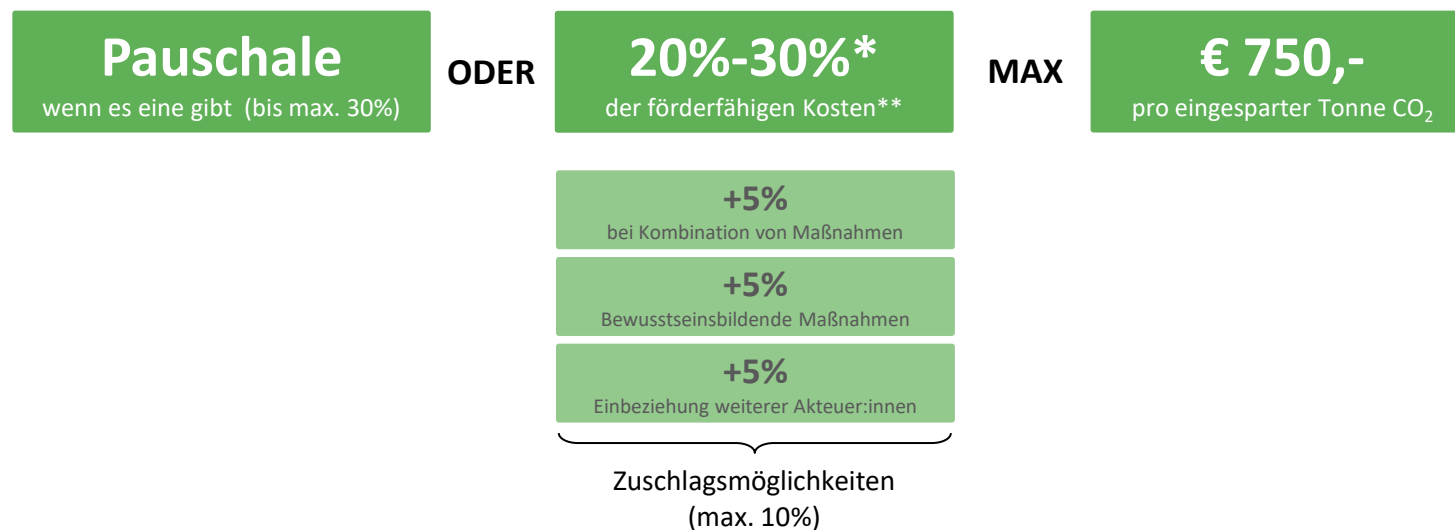 Pauschale
wenn es eine gibt (bis max. 30%)
ODER
20%-30%*
der förderfähigen Kosten**
MAX
€ 750,-
pro eingesparter Tonne CO₂
+5%
bei Kombination von Maßnahmen
+5%
Bewusstseinsbildende Maßnahmen
+5%
Einbeziehung weiterer Akteuer:innen
Zuschlagsmöglichkeiten
(max. 10%)